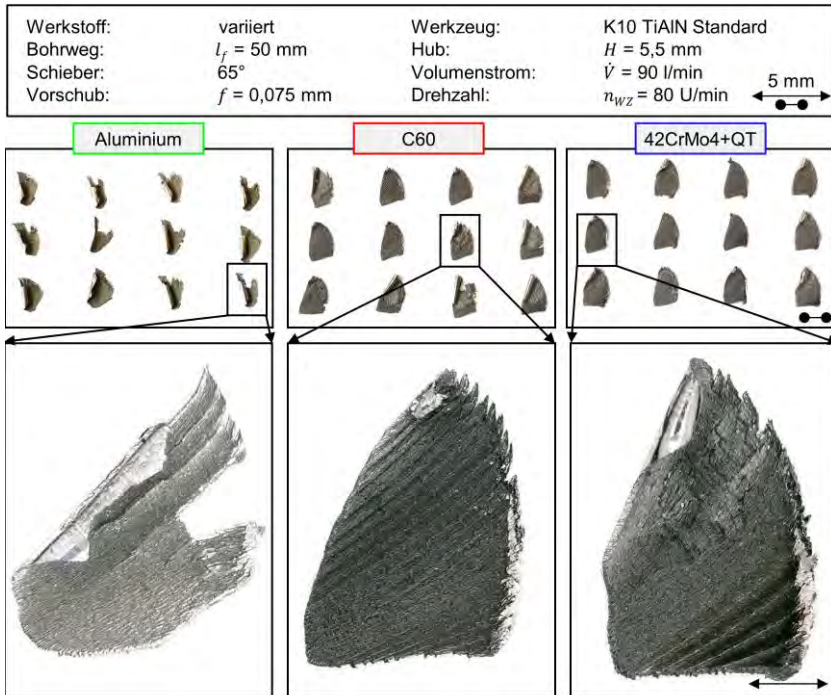 Werkstoff: variiert Werkzeug: K10 TiAlN Standard
Bohrweg: l_f = 50 mm Hub: H = 5,5 mm
Schieber: 65° Volumenstrom: V̇ = 90 l/min
Vorschub: f = 0,075 mm Drehzahl: n_WZ = 80 U/min
5 mm
Aluminium C60 42CrMo4+QT